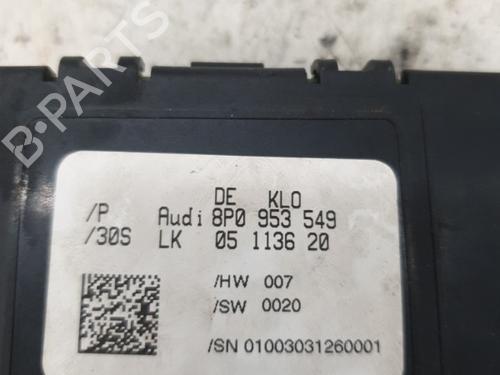 B-PARTS
DE KLO
/P Audi 8P0 953 549
/30S LK 05 1136 20
/HW 007
/SW 0020
/SN 01003031260001